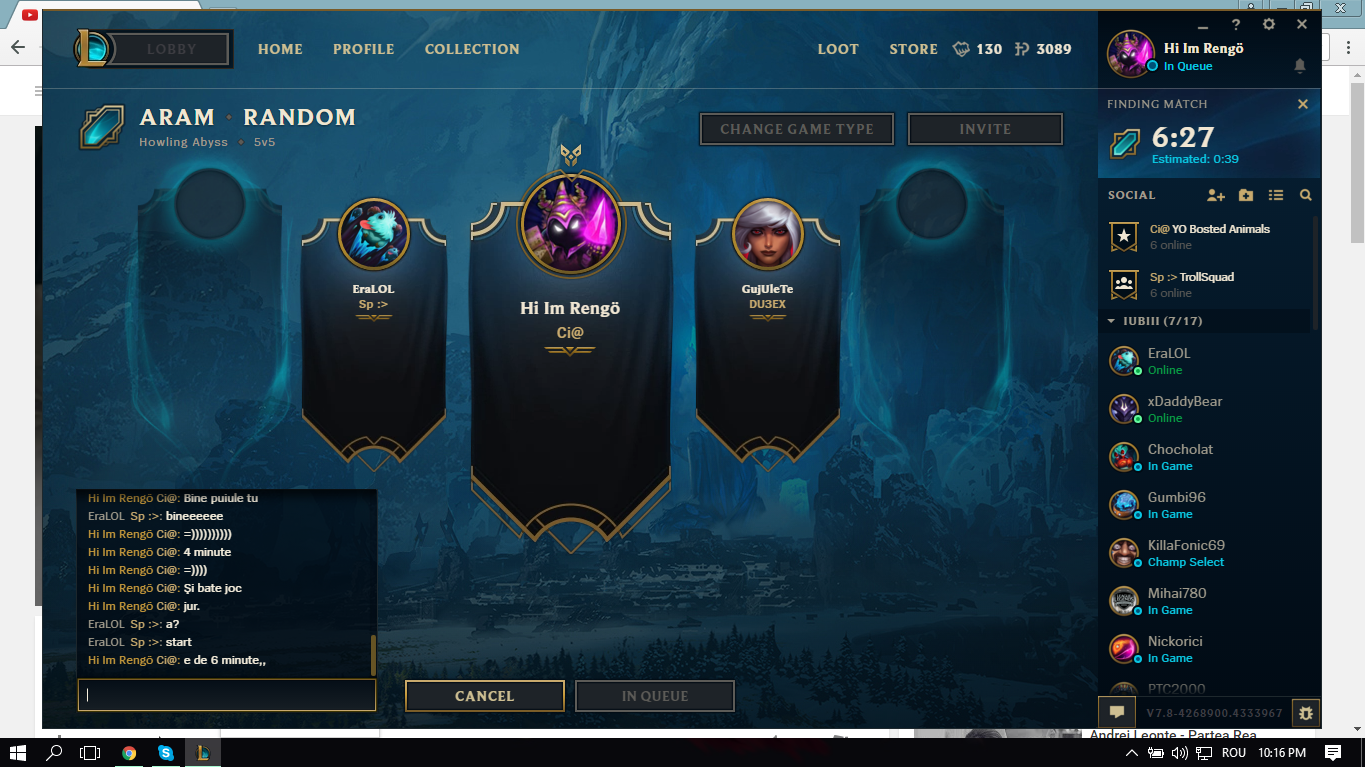 LOBBY
HOME
PROFILE
COLLECTION
LOOT
STORE
130
3089
?
Hi Im Rengö
In Queue
ARAM • RANDOM
Howling Abyss • 5v5
CHANGE GAME TYPE
INVITE
FINDING MATCH
6:27
Estimated: 0:39
EraLOL
Sp :>
Hi Im Rengö
Ci@
GujUleTe
DU3EX
SOCIAL
Ci@ YO Bosted Animals
6 online
Sp :> TrollSquad
6 online
IUBIII (7/17)
EraLOL
Online
xDaddyBear
Online
Chocholat
In Game
Gumbi96
In Game
KillaFonic69
Champ Select
Mihai780
In Game
Nickorici
In Game
PTC2000
Hi Im Rengö Ci@: Bine puiule tu
EraLOL Sp :>: bineeeeee
Hi Im Rengö Ci@: =))))))))))
Hi Im Rengö Ci@: 4 minute
Hi Im Rengö Ci@: =))))
Hi Im Rengö Ci@: Şi bate joc
Hi Im Rengö Ci@: jur.
EraLOL Sp :>: a?
EraLOL Sp :>: start
Hi Im Rengö Ci@: e de 6 minute,,
CANCEL
IN QUEUE
V7.8-4268900.4333967
Andrei Leonte - Partea Rea
ROU
10:16 PM